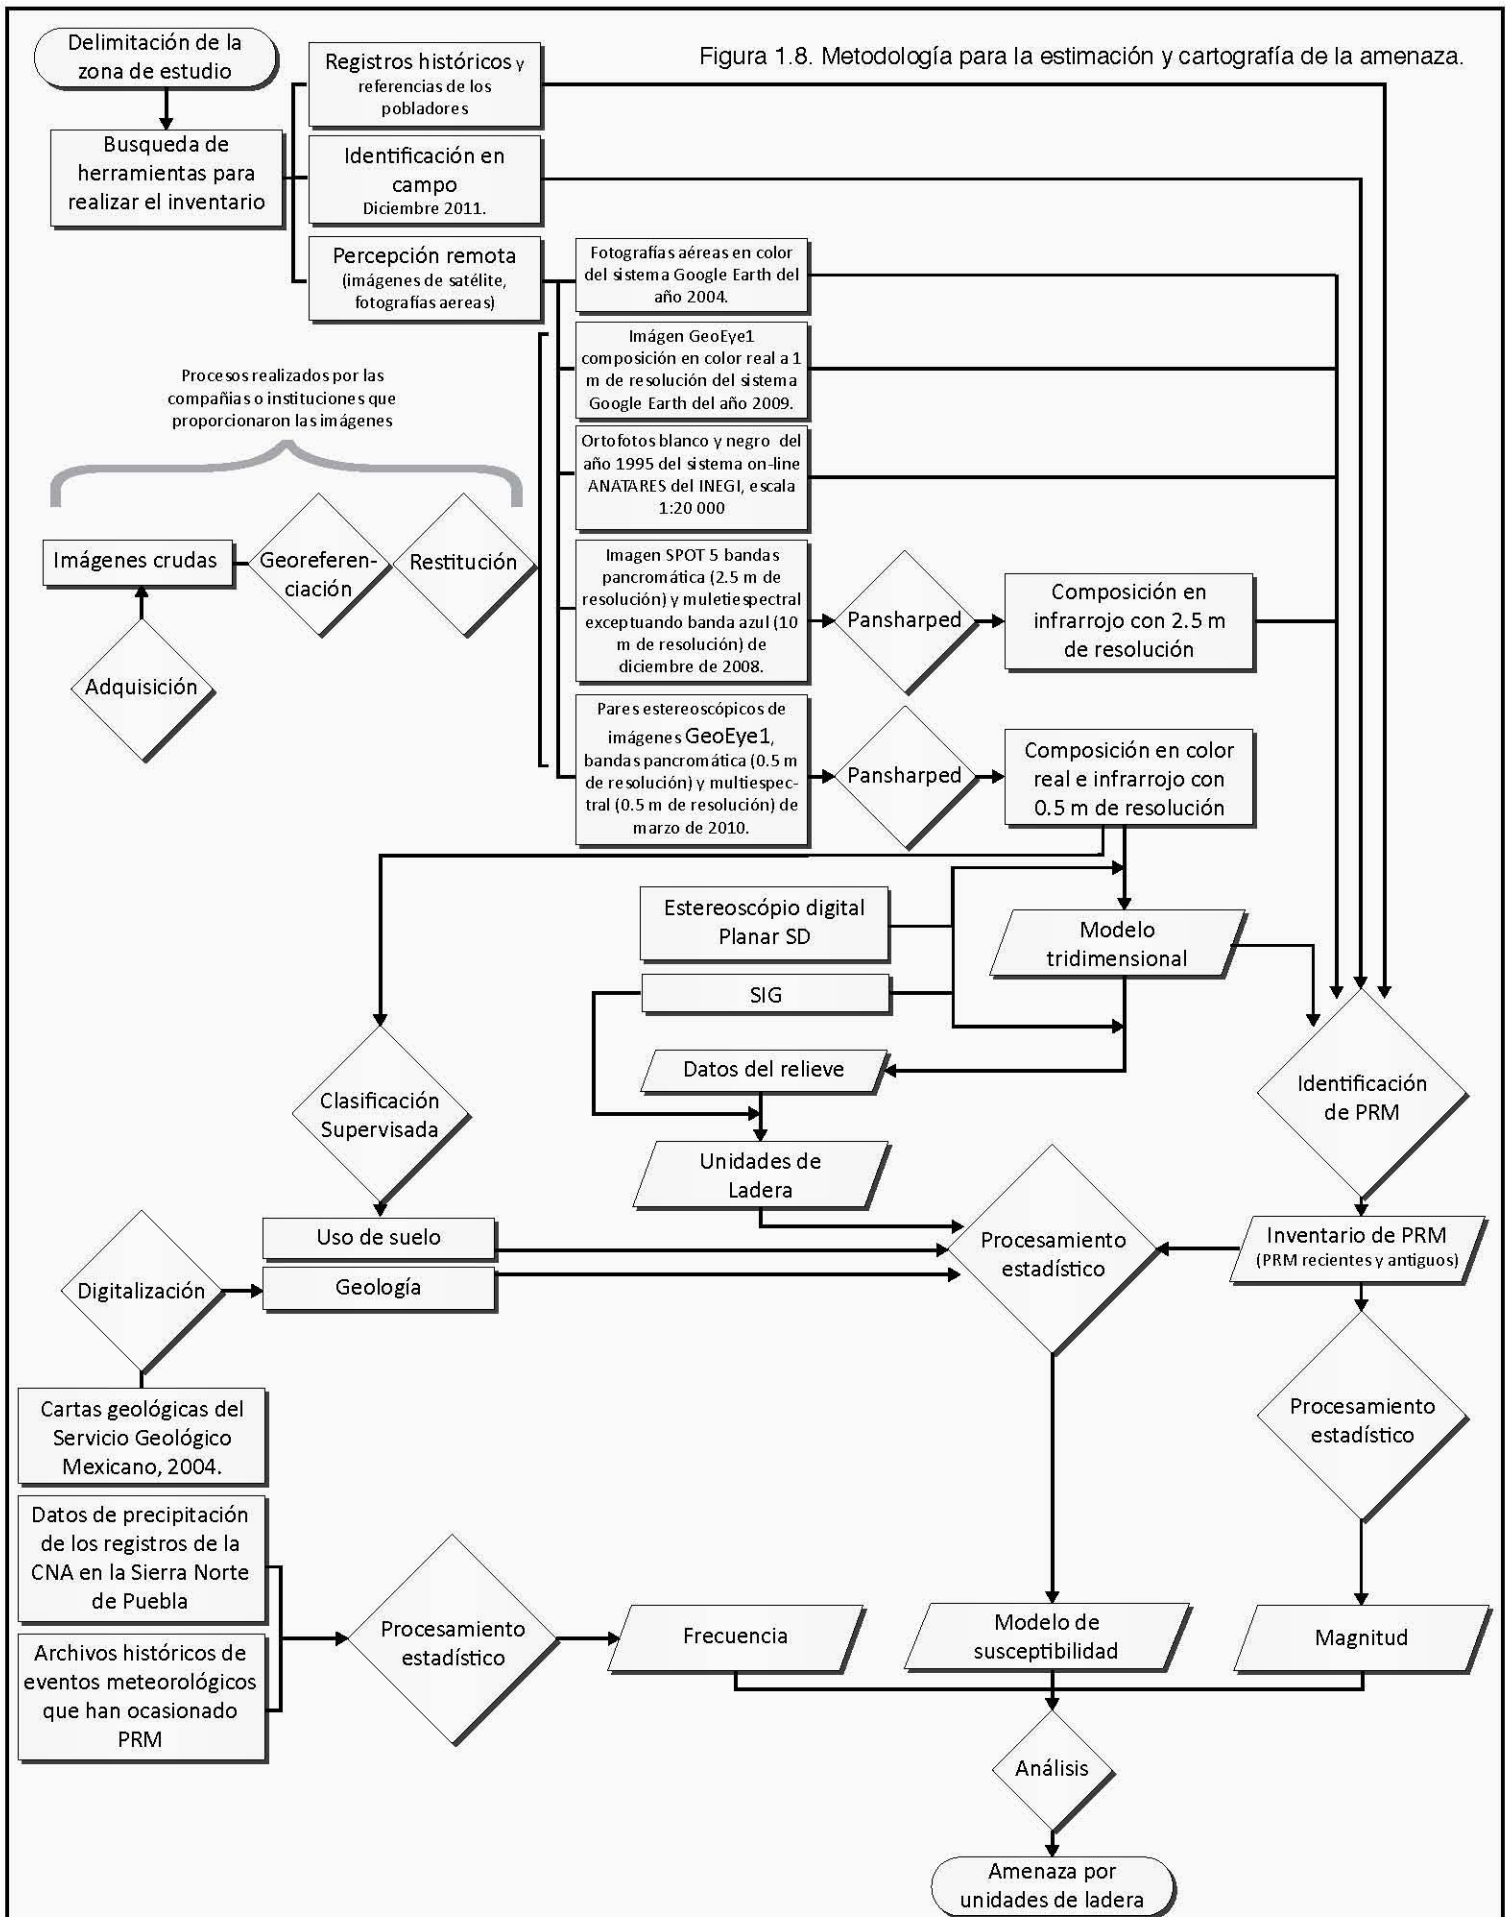 Figura 1.8. Metodología para la estimación y cartografía de la amenaza.
Delimitación de la
zona de estudio
Busqueda de
herramientas para
realizar el inventario
Registros históricos y
referencias de los
pobladores
Identificación en
campo
Diciembre 2011.
Percepción remota
(imágenes de satélite,
fotografías aereas)
Fotografías aéreas en color
del sistema Google Earth del
año 2004.
Imágen GeoEye1
composición en color real a 1
m de resolución del sistema
Google Earth del año 2009.
Ortofotos blanco y negro del
año 1995 del sistema on-line
ANATARES del INEGI, escala
1:20 000
Imagen SPOT 5 bandas
pancromática (2.5 m de
resolución) y muletiespectral
exceptuando banda azul (10
m de resolución) de
diciembre de 2008.
Pares estereoscópicos de
imágenes GeoEye1,
bandas pancromática (0.5 m
de resolución) y multiespec-
tral (0.5 m de resolución) de
marzo de 2010.
Procesos realizados por las
compañias o instituciones que
proporcionaron las imágenes
Imágenes crudas
Georeferen-
ciación
Restitución
Adquisición
Pansharped
Composición en
infrarrojo con 2.5 m
de resolución
Pansharped
Composición en color
real e infrarrojo con
0.5 m de resolución
Estereoscópio digital
Planar SD
SIG
Modelo
tridimensional
Datos del relieve
Unidades de
Ladera
Clasificación
Supervisada
Identificación
de PRM
Uso de suelo
Geología
Digitalización
Cartas geológicas del
Servicio Geológico
Mexicano, 2004.
Procesamiento
estadístico
Inventario de PRM
(PRM recientes y antiguos)
Procesamiento
estadístico
Datos de precipitación
de los registros de la
CNA en la Sierra Norte
de Puebla
Archivos históricos de
eventos meteorológicos
que han ocasionado
PRM
Procesamiento
estadístico
Frecuencia
Modelo de
susceptibilidad
Magnitud
Análisis
Amenaza por
unidades de ladera